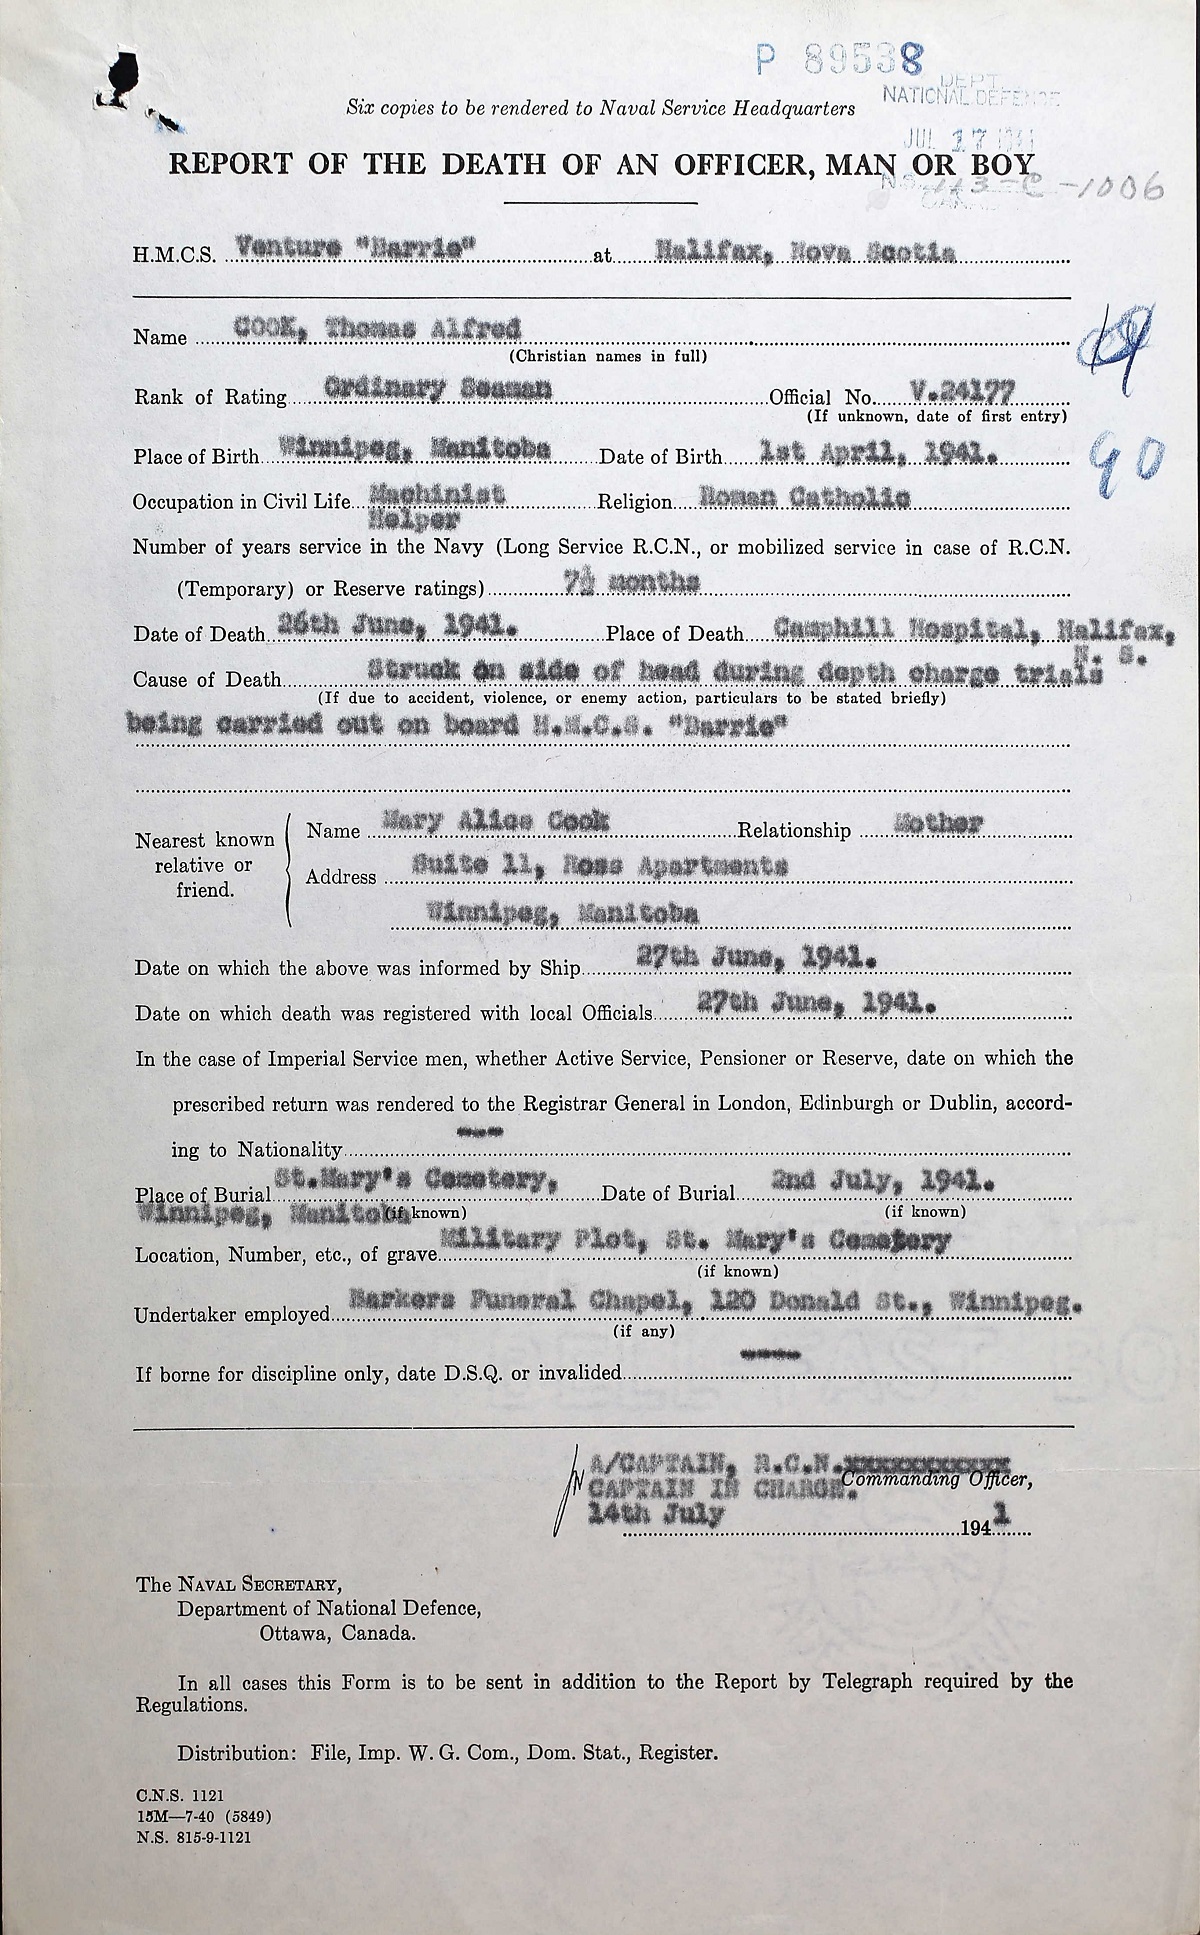 P 89538
DEPT
NATIONAL DEFENCE
Six copies to be rendered to Naval Service Headquarters
JUL 17 1941
REPORT OF THE DEATH OF AN OFFICER, MAN OR BOY
N.S. 113-C-1006
H.M.C.S. Venture "Barrie" at Halifax, Nova Scotia
Name COOK, Thomas Alfred
(Christian names in full)
Rank of Rating Ordinary Seaman Official No. V.24177
(If unknown, date of first entry)
Place of Birth Winnipeg, Manitoba Date of Birth 1st April, 1941.
90
Occupation in Civil Life Machinist Religion Roman Catholic
Helper
Number of years service in the Navy (Long Service R.C.N., or mobilized service in case of R.C.N.
(Temporary) or Reserve ratings) 7½ months
Date of Death 26th June, 1941. Place of Death Camphill Hospital, Halifax,
N. S.
Cause of Death Struck on side of head during depth charge trials
(If due to accident, violence, or enemy action, particulars to be stated briefly)
being carried out on board H.M.C.S. "Barrie"
Nearest known relative or friend.
Name Mary Alice Cook Relationship Mother
Address Suite 11, Ross Apartments
Winnipeg, Manitoba
Date on which the above was informed by Ship 27th June, 1941.
Date on which death was registered with local Officials 27th June, 1941.
In the case of Imperial Service men, whether Active Service, Pensioner or Reserve, date on which the
prescribed return was rendered to the Registrar General in London, Edinburgh or Dublin, accord-
ing to Nationality ---
Place of Burial St.Mary's Cemetery, Date of Burial 2nd July, 1941.
Winnipeg, Manitoba (if known) (if known)
Location, Number, etc., of grave Military Plot, St. Mary's Cemetery
(if known)
Undertaker employed Barkers Funeral Chapel, 120 Donald St., Winnipeg.
(if any)
If borne for discipline only, date D.S.Q. or invalided ----
A/CAPTAIN, R.C.N.
CAPTAIN IN CHARGE. Commanding Officer,
14th July 1941
The NAVAL SECRETARY,
Department of National Defence,
Ottawa, Canada.
In all cases this Form is to be sent in addition to the Report by Telegraph required by the
Regulations.
Distribution: File, Imp. W. G. Com., Dom. Stat., Register.
C.N.S. 1121
15M—7-40 (5849)
N.S. 815-9-1121